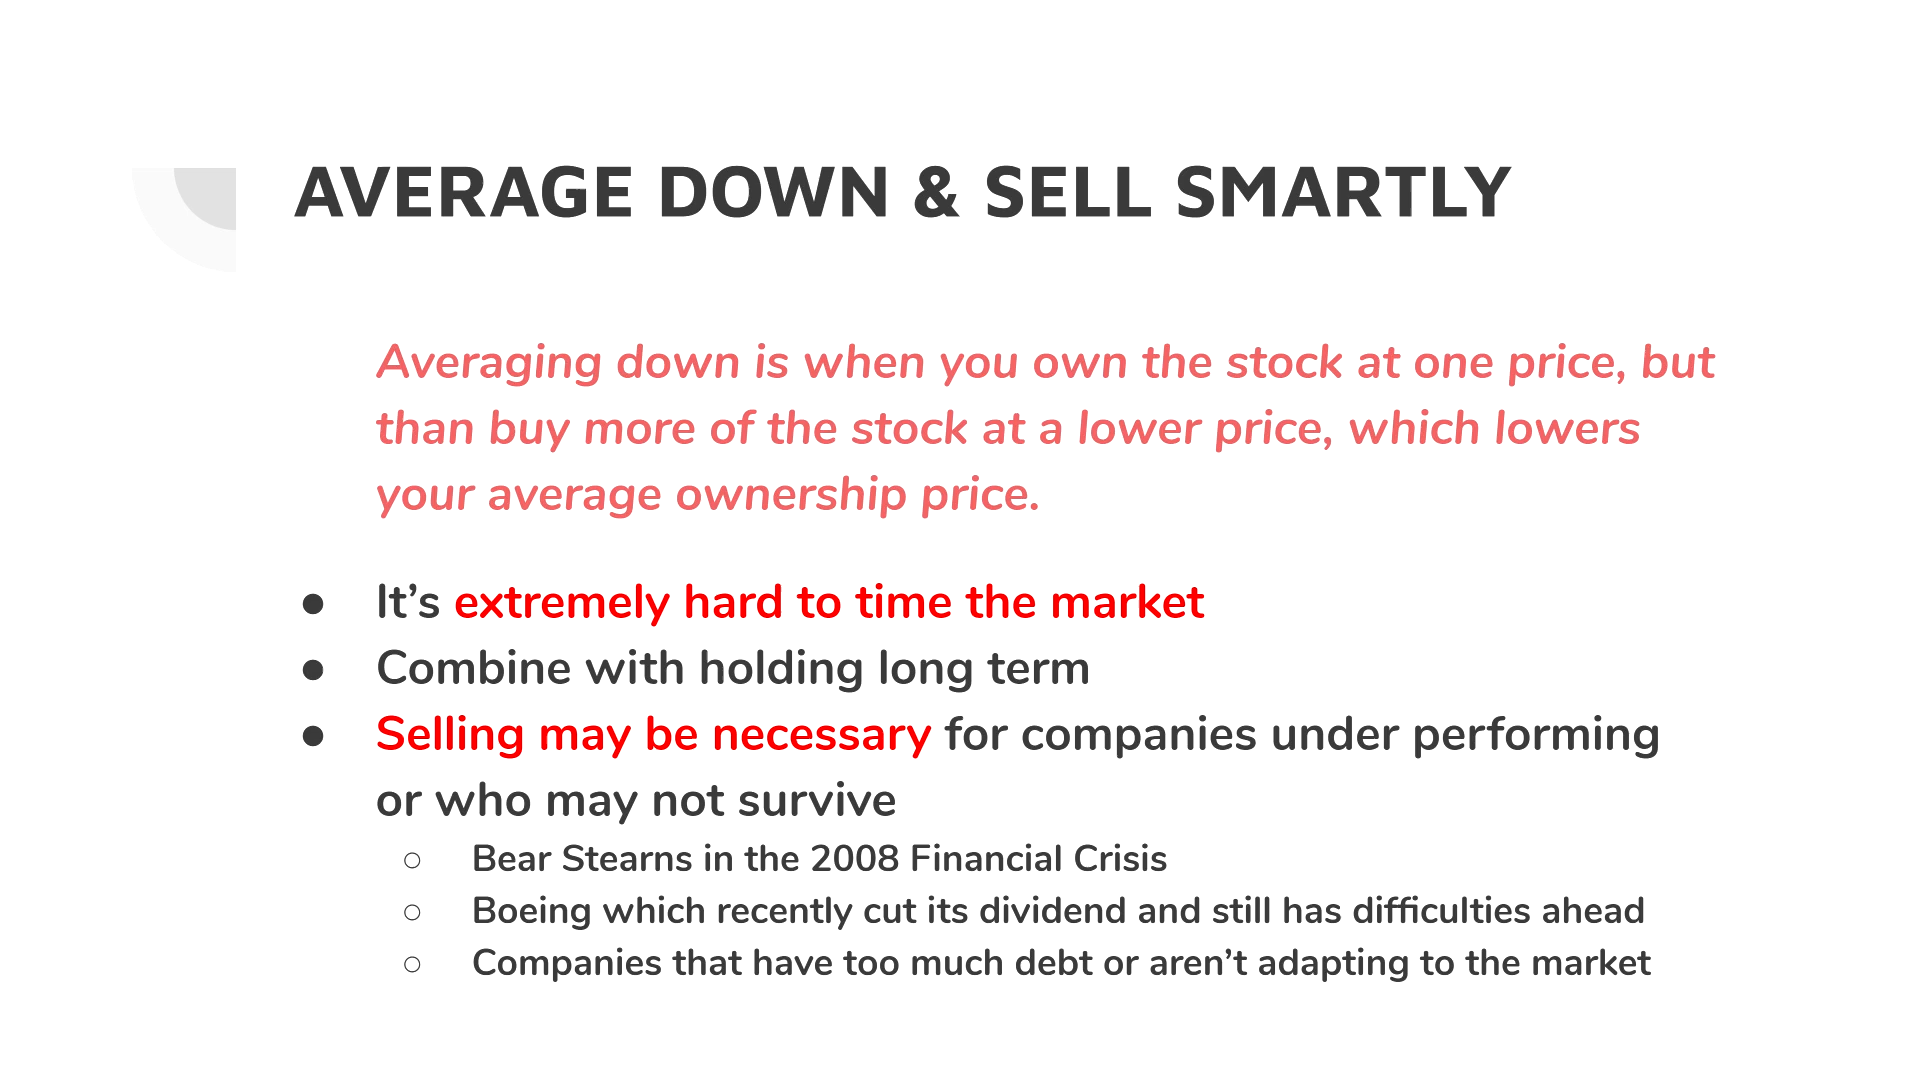 AVERAGE DOWN & SELL SMARTLY
Averaging down is when you own the stock at one price, but
than buy more of the stock at a lower price, which lowers
your average ownership price.
● It’s extremely hard to time the market
● Combine with holding long term
● Selling may be necessary for companies under performing
or who may not survive
○ Bear Stearns in the 2008 Financial Crisis
○ Boeing which recently cut its dividend and still has difficulties ahead
○ Companies that have too much debt or aren’t adapting to the market